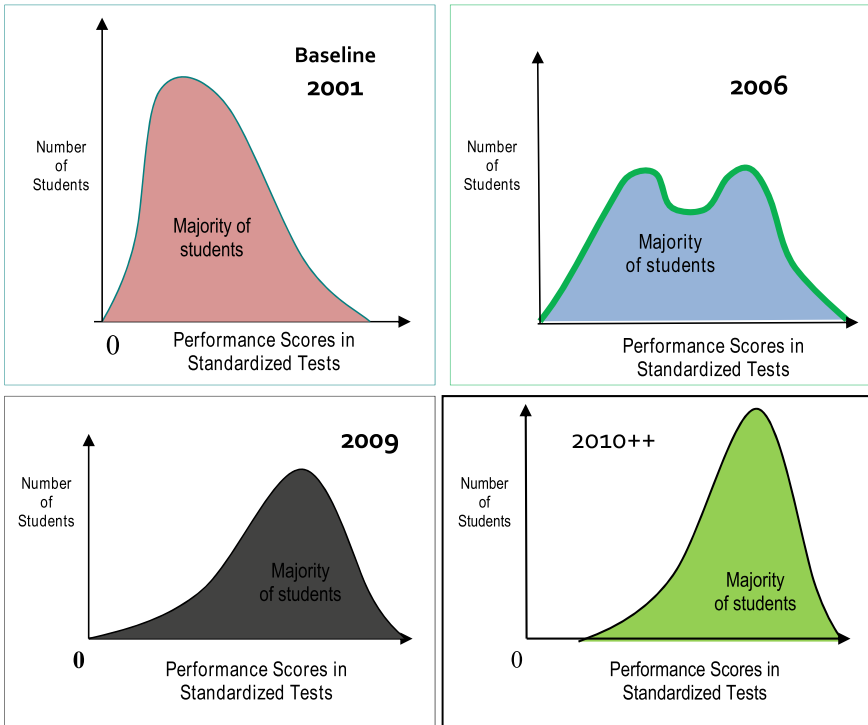 Baseline
2001
Number
of
Students
Majority of
students
0
Performance Scores in
Standardized Tests
2006
Number
of
Students
Majority
of students
Performance Scores in
Standardized Tests
2009
Number
of
Students
Majority
of students
0
Performance Scores in
Standardized Tests
2010++
Number
of
Students
Majority
of students
0
Performance Scores in
Standardized Tests